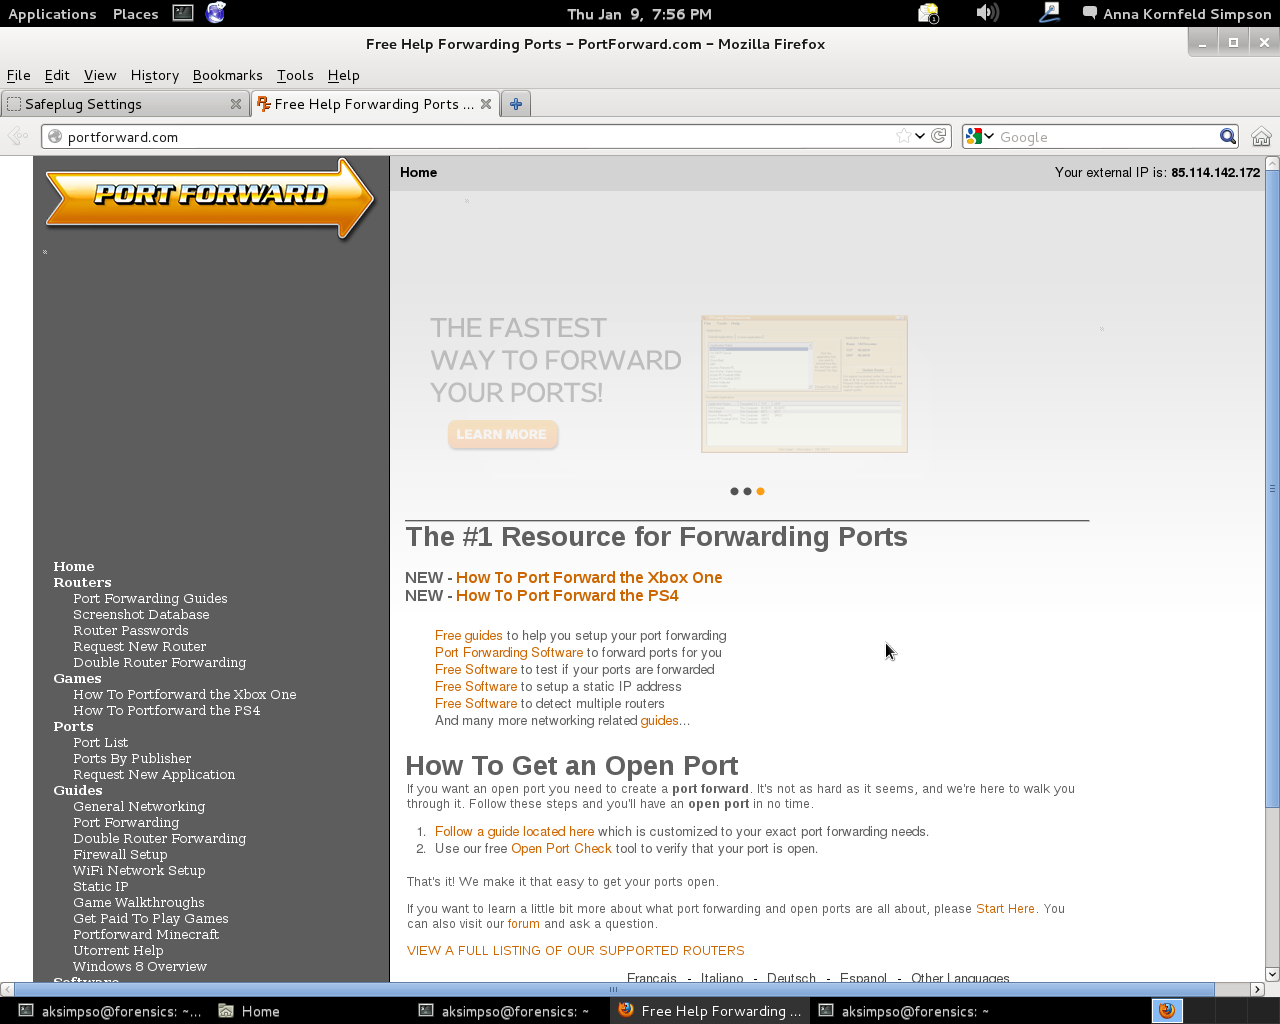 Applications Places Thu Jan 9, 7:56 PM Anna Kornfeld Simpson
Free Help Forwarding Ports - PortForward.com - Mozilla Firefox
File Edit View History Bookmarks Tools Help
Safeplug Settings Free Help Forwarding Ports ...
portforward.com Google
PORT FORWARD
Home Your external IP is: 85.114.142.172
THE FASTEST
WAY TO FORWARD
YOUR PORTS!
LEARN MORE
The #1 Resource for Forwarding Ports
NEW - How To Port Forward the Xbox One
NEW - How To Port Forward the PS4
Free guides to help you setup your port forwarding
Port Forwarding Software to forward ports for you
Free Software to test if your ports are forwarded
Free Software to setup a static IP address
Free Software to detect multiple routers
And many more networking related guides...
How To Get an Open Port
If you want an open port you need to create a port forward. It's not as hard as it seems, and we're here to walk you
through it. Follow these steps and you'll have an open port in no time.
1. Follow a guide located here which is customized to your exact port forwarding needs.
2. Use our free Open Port Check tool to verify that your port is open.
That's it! We make it that easy to get your ports open.
If you want to learn a little bit more about what port forwarding and open ports are all about, please Start Here. You
can also visit our forum and ask a question.
VIEW A FULL LISTING OF OUR SUPPORTED ROUTERS
Francais - Italiano - Deutsch - Espanol - Other Languages
Home
Routers
Port Forwarding Guides
Screenshot Database
Router Passwords
Request New Router
Double Router Forwarding
Games
How To Portforward the Xbox One
How To Portforward the PS4
Ports
Port List
Ports By Publisher
Request New Application
Guides
General Networking
Port Forwarding
Double Router Forwarding
Firewall Setup
WiFi Network Setup
Static IP
Game Walkthroughs
Get Paid To Play Games
Portforward Minecraft
Utorrent Help
Windows 8 Overview
Software
aksimpso@forensics: ~... Home aksimpso@forensics: ~ Free Help Forwarding ... aksimpso@forensics: ~